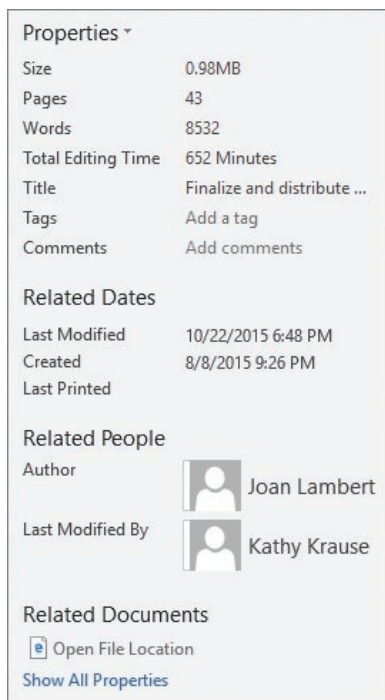 Properties
Size 0.98MB
Pages 43
Words 8532
Total Editing Time 652 Minutes
Title Finalize and distribute ...
Tags Add a tag
Comments Add comments
Related Dates
Last Modified 10/22/2015 6:48 PM
Created 8/8/2015 9:26 PM
Last Printed
Related People
Author Joan Lambert
Last Modified By Kathy Krause
Related Documents
Open File Location
Show All Properties